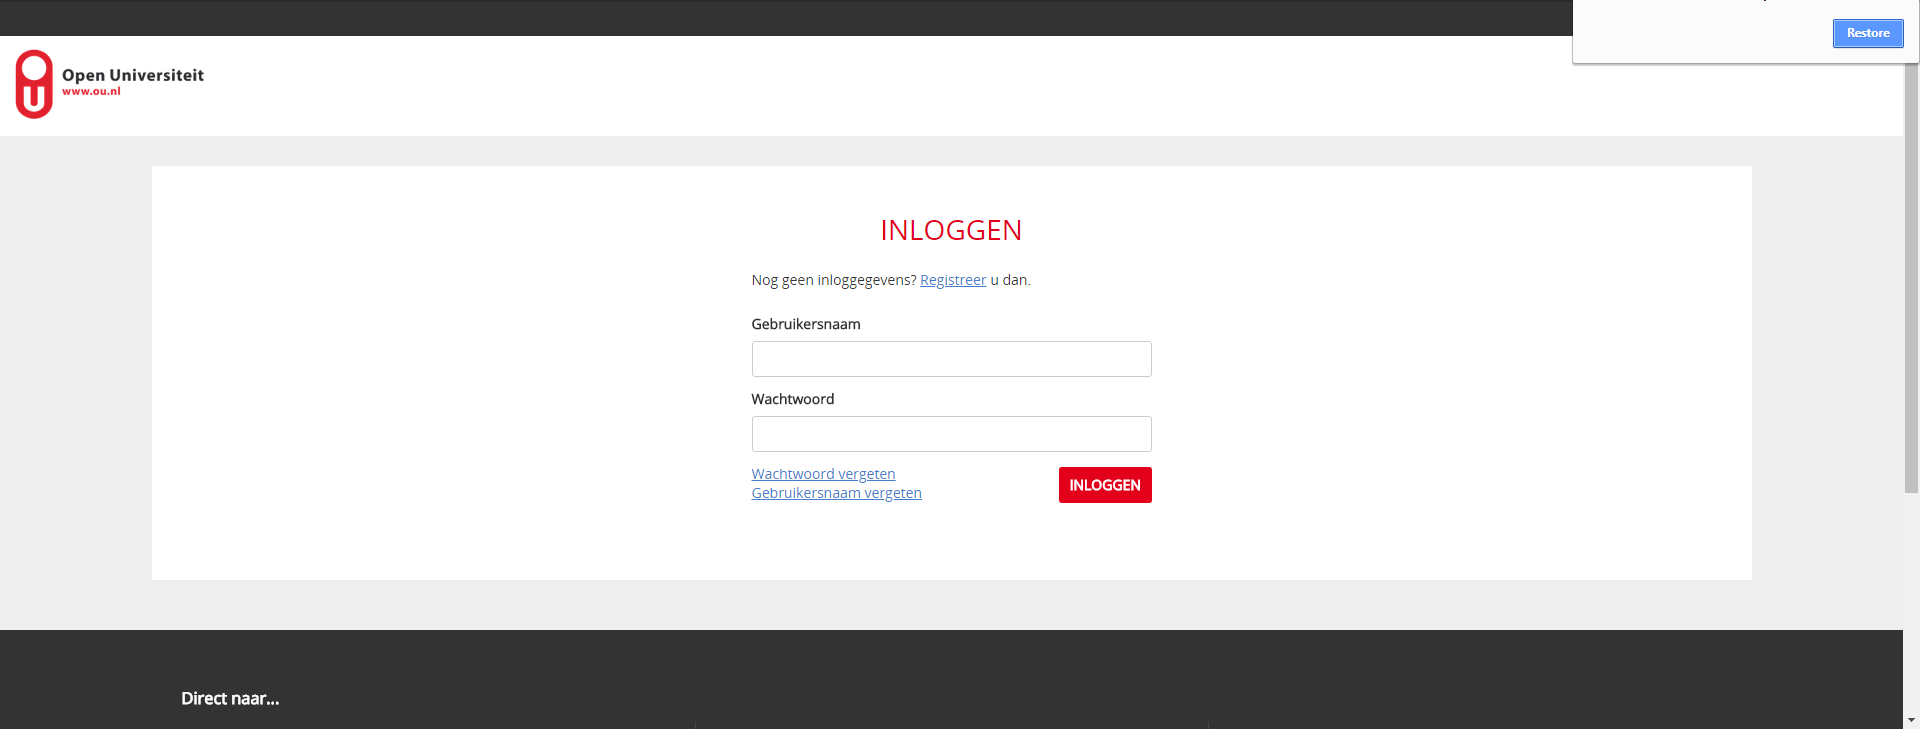 Restore
Open Universiteit
www.ou.nl
INLOGGEN
Nog geen inloggegevens? Registreer u dan.
Gebruikersnaam
Wachtwoord
Wachtwoord vergeten
Gebruikersnaam vergeten
INLOGGEN
Direct naar...